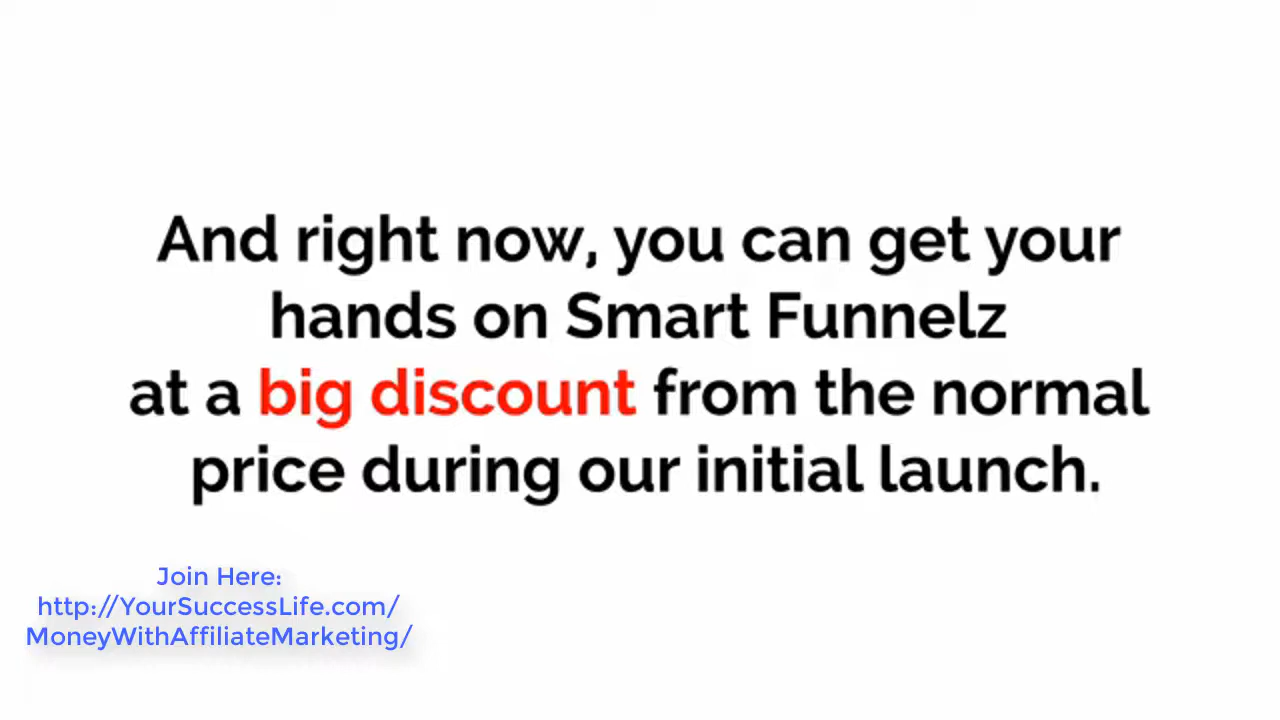 And right now, you can get your
hands on Smart Funnelz
at a big discount from the normal
price during our initial launch.
Join Here:
http://YourSuccessLife.com/
MoneyWithAffiliateMarketing/